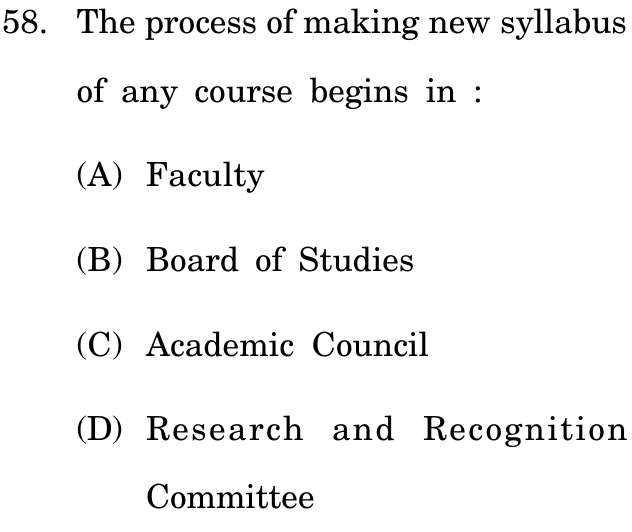 58. The process of making new syllabus
of any course begins in :
(A) Faculty
(B) Board of Studies
(C) Academic Council
(D) Research and Recognition
Committee